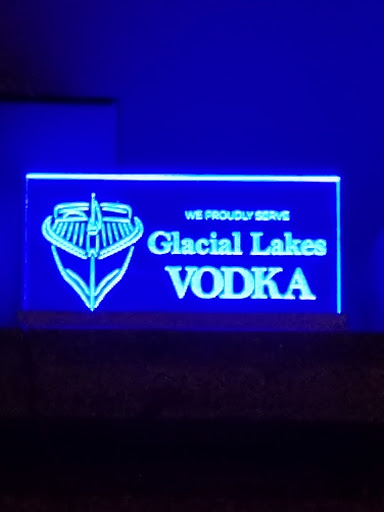 WE PROUDLY SERVE
Glacial Lakes
VODKA